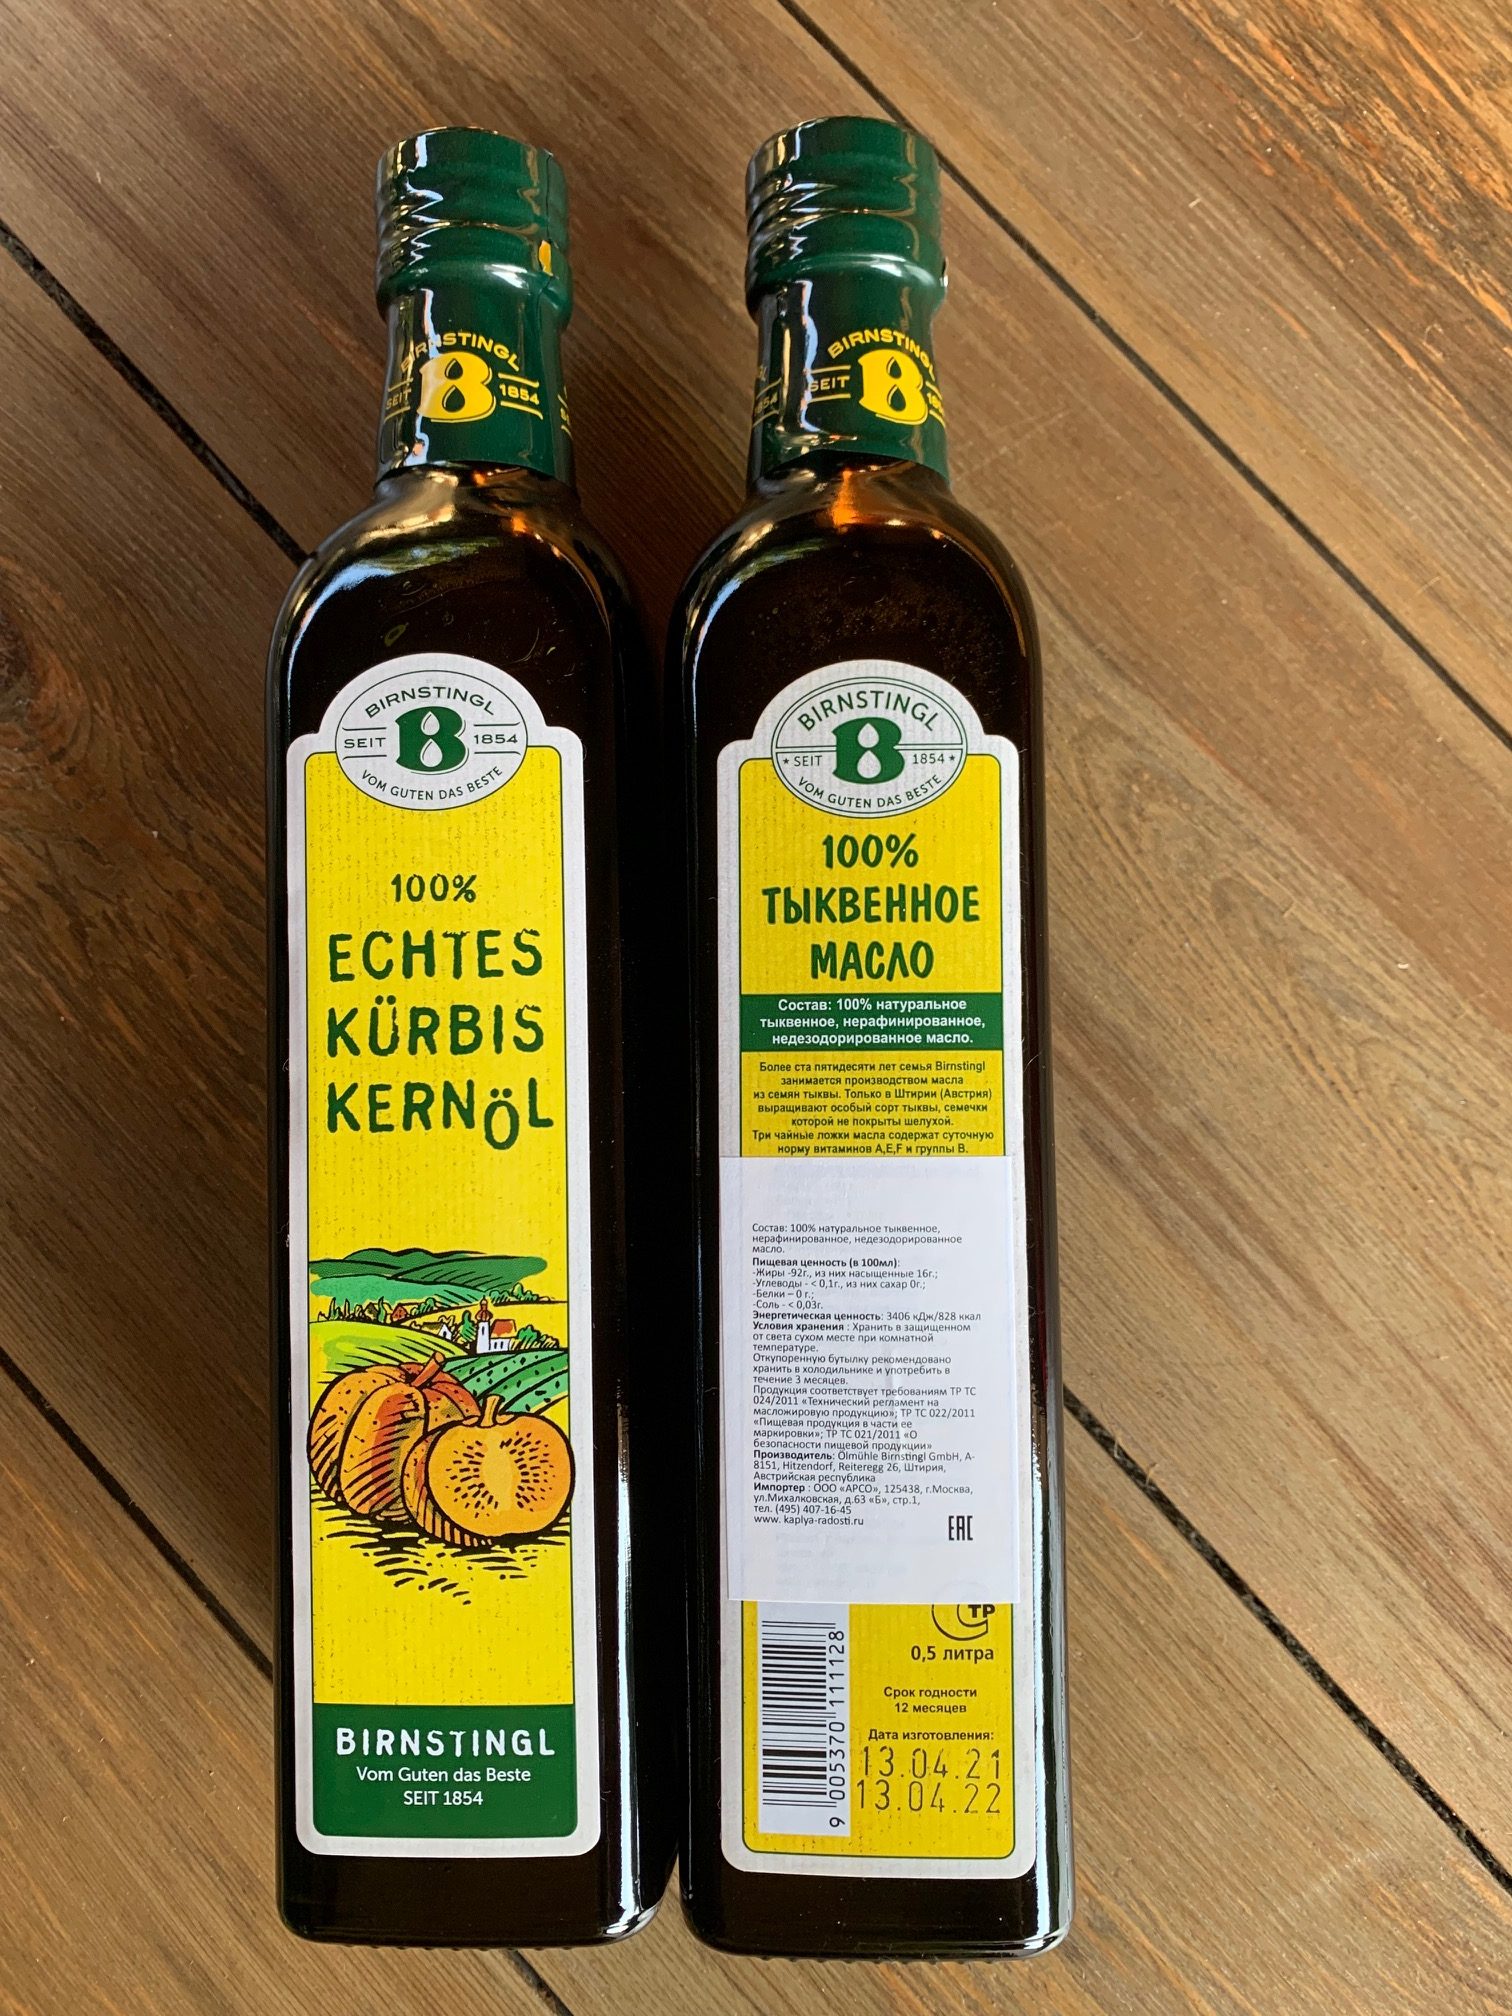 BIRNSTINGL
SEIT B 1854
BIRNSTINGL
SEIT B 1854
VOM GUTEN DAS BESTE
100%
ECHTES
KÜRBIS
KERNÖL
BIRNSTINGL
Vom Guten das Beste
SEIT 1854
BIRNSTINGL
SEIT B
BIRNSTINGL
SEIT B 1854
VOM GUTEN DAS BESTE
100%
ТЫКВЕННОЕ
МАСЛО
Состав: 100% натуральное
тыквенное, нерафинированное,
недезодорированное масло.
Более ста пятидесяти лет семья Birnstingl
занимается производством масла
из семян тыквы. Только в Штирии (Австрия)
выращивают особый сорт тыквы, семечки
которой не покрыты шелухой.
Три чайные ложки масла содержат суточную
норму витаминов А,Е,F и группы В.
Состав: 100% натуральное тыквенное,
нерафинированное, недезодорированное
масло.
Пищевая ценность (в 100мл):
-Жиры -92г., из них насыщенные 16г.;
-Углеводы - < 0,1г., из них сахар 0г.;
-Белки – 0 г.;
-Соль - < 0,03г.
Энергетическая ценность: 3406 кДж/828 ккал
Условия хранения : Хранить в защищенном
от света сухом месте при комнатной
температуре.
Откупоренную бутылку рекомендовано
хранить в холодильнике и употребить в
течение 3 месяцев.
Продукция соответствует требованиям ТР ТС
024/2011 «Технический регламент на
масложировую продукцию»; ТР ТС 022/2011
«Пищевая продукция в части ее
маркировки»; ТР ТС 021/2011 «О
безопасности пищевой продукции»
Производитель: Ölmühle Birnstingl GmbH, A-
8151, Hitzendorf, Reiteregg 26, Штирия,
Австрийская республика
Импортер : ООО «АРСО», 125438, г.Москва,
ул.Михалковская, д.63 «Б», стр.1,
тел. (495) 407-16-45
www. kaplya-radosti.ru
EAC
ТР
0,5 литра
Срок годности
12 месяцев
Дата изготовления:
13.04.21
13.04.22
9 005370 111128